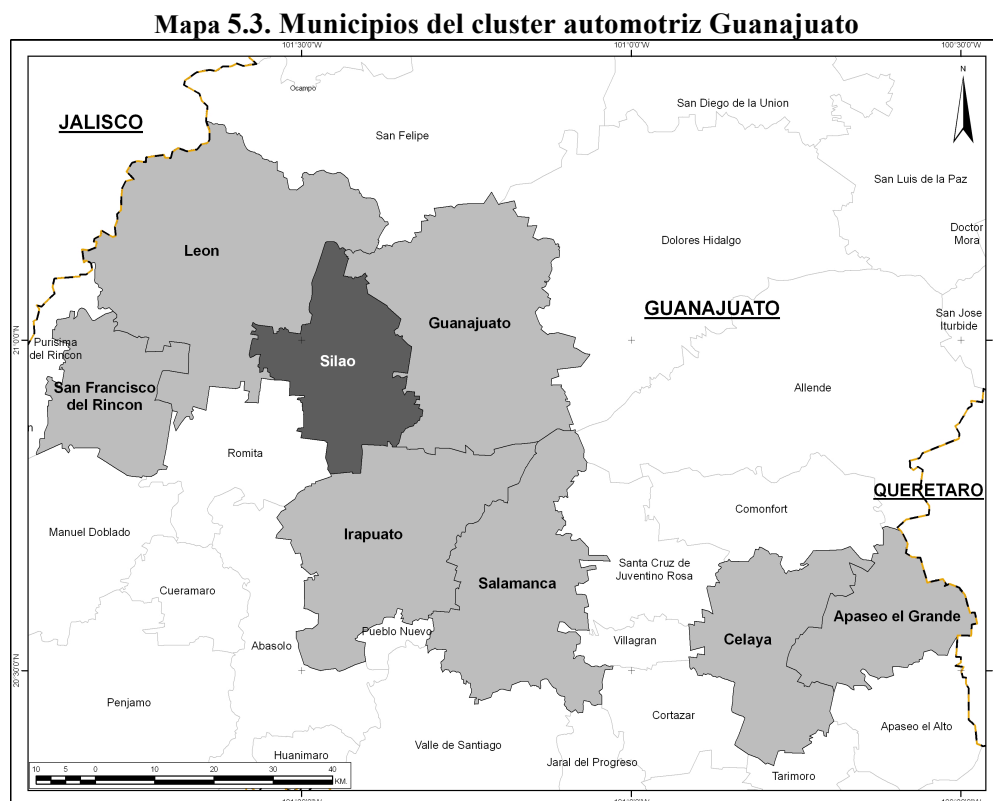 Mapa 5.3. Municipios del cluster automotriz Guanajuato
101°30'0"W
101°0'0"W
100°30'0"W
Ocampo
N
JALISCO
San Felipe
San Diego de la Union
San Luis de la Paz
Leon
Dolores Hidalgo
Doctor
Mora
GUANAJUATO
Guanajuato
San Jose
Iturbide
21°0'0"N
Purisima
del Rincon
Silao
San Francisco
del Rincon
Allende
Romita
QUERETARO
Manuel Doblado
Irapuato
Comonfort
Cueramaro
Salamanca
Santa Cruz de
Juventino Rosa
Apaseo el Grande
Pueblo Nuevo
Abasolo
Villagran
Celaya
20°30'0"N
Penjamo
Cortazar
Apaseo el Alto
Huanimaro
Valle de Santiago
Jaral del Progreso
Tarimoro
10 5 0 10 20 30 40
KM.